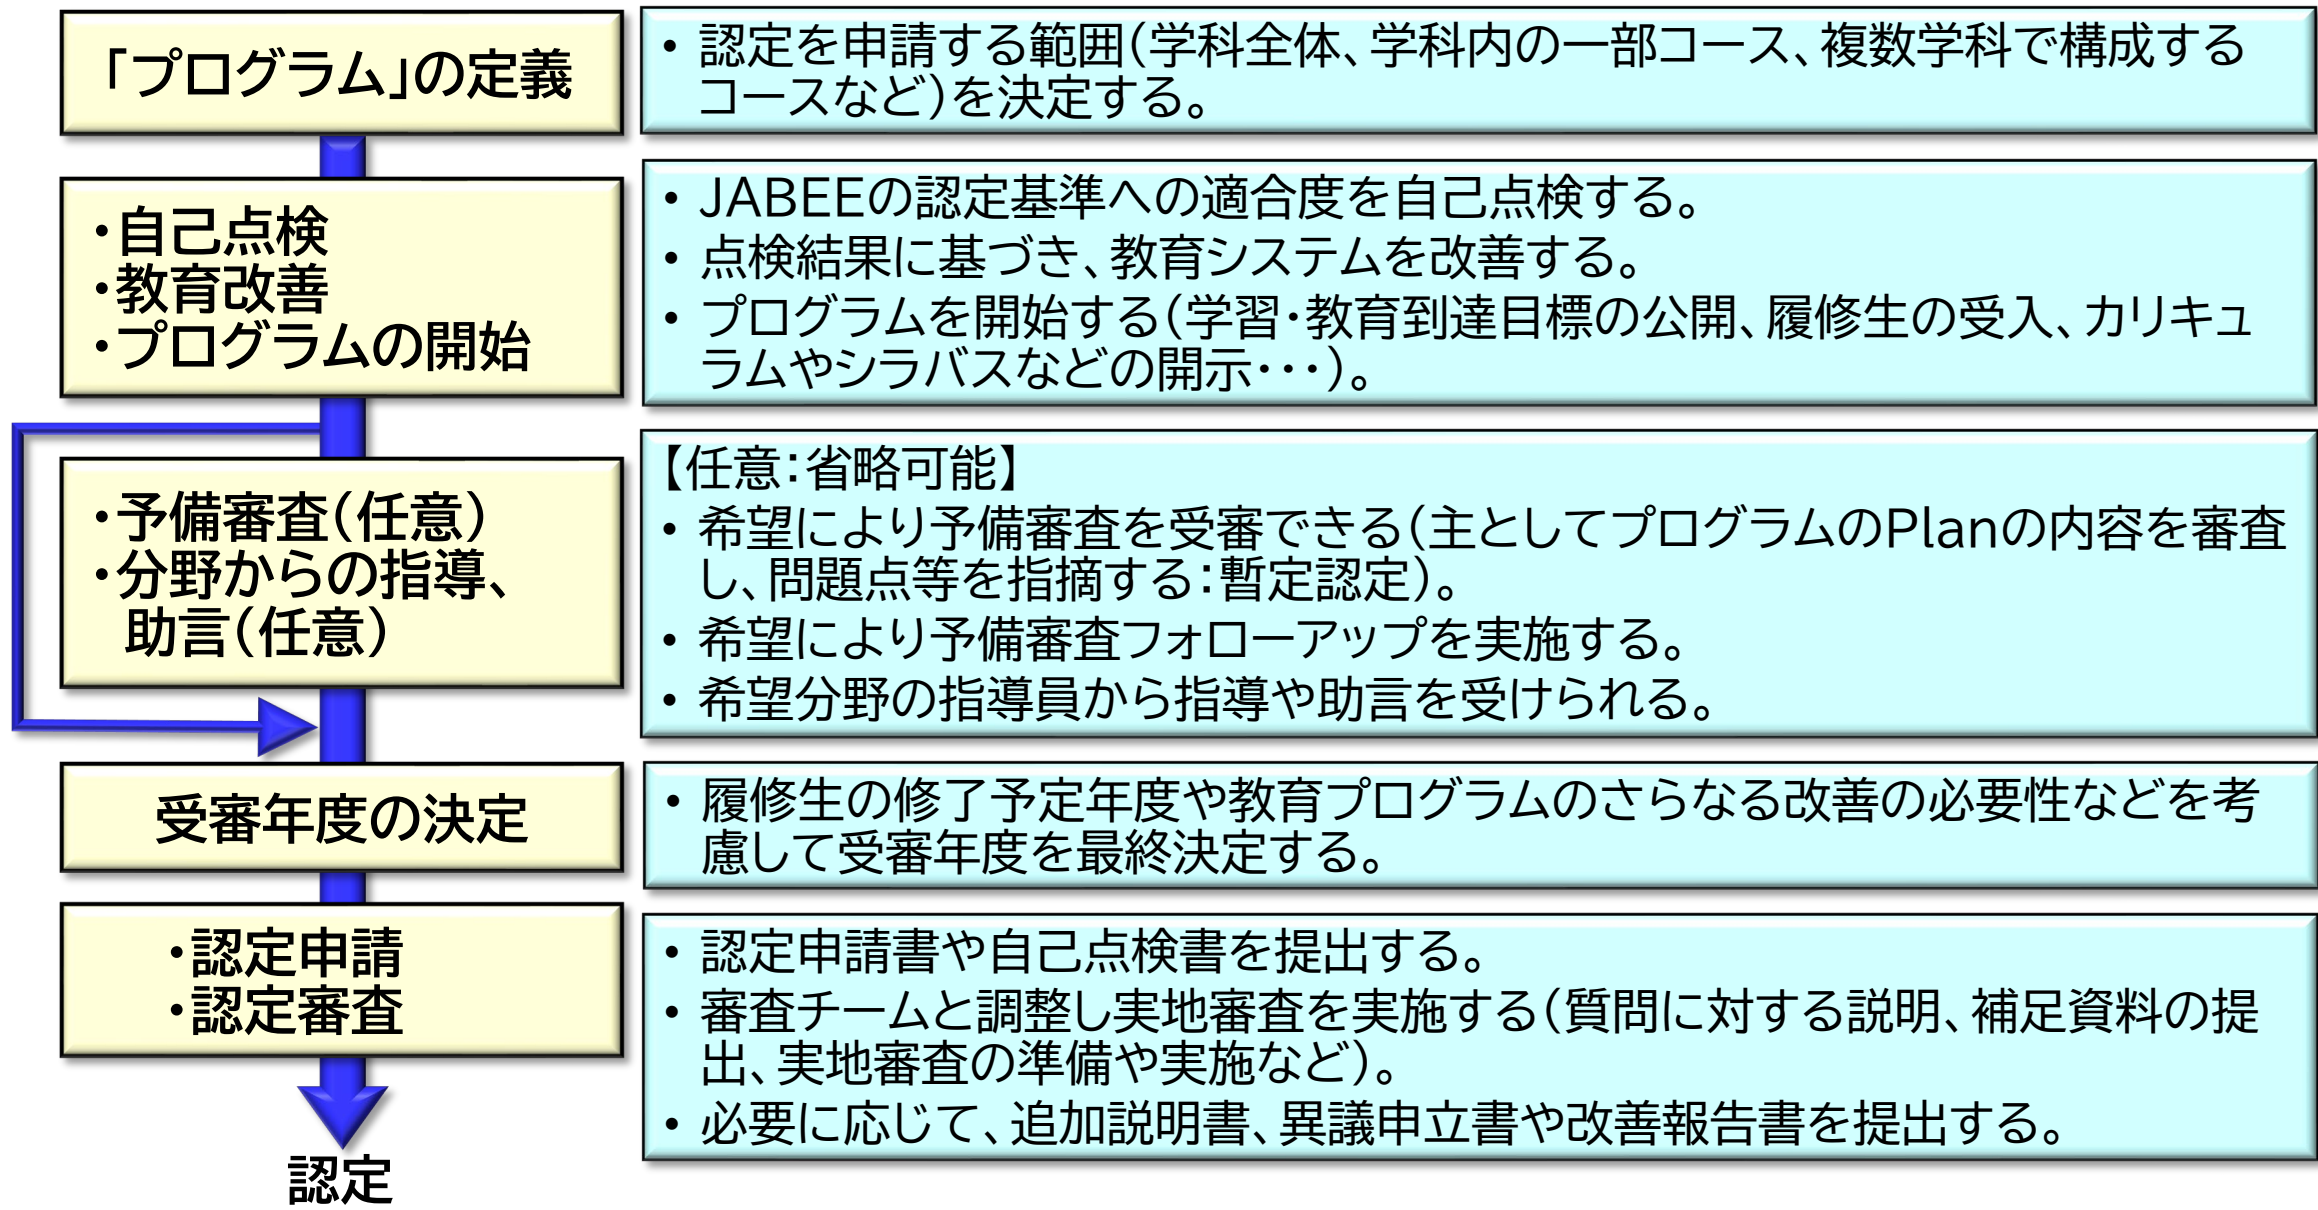 「プログラム」の定義
• 認定を申請する範囲（学科全体、学科内の一部コース、複数学科で構成する
コースなど）を決定する。
・自己点検
・教育改善
・プログラムの開始
• JABEEの認定基準への適合度を自己点検する。
• 点検結果に基づき、教育システムを改善する。
• プログラムを開始する（学習・教育到達目標の公開、履修生の受入、カリキュ
ラムやシラバスなどの開示・・・）。
・予備審査（任意）
・分野からの指導、
助言（任意）
【任意：省略可能】
• 希望により予備審査を受審できる（主としてプログラムのPlanの内容を審査
し、問題点等を指摘する：暫定認定）。
• 希望により予備審査フォローアップを実施する。
• 希望分野の指導員から指導や助言を受けられる。
受審年度の決定
• 履修生の修了予定年度や教育プログラムのさらなる改善の必要性などを考
慮して受審年度を最終決定する。
・認定申請
・認定審査
• 認定申請書や自己点検書を提出する。
• 審査チームと調整し実地審査を実施する（質問に対する説明、補足資料の提
出、実地審査の準備や実施など）。
• 必要に応じて、追加説明書、異議申立書や改善報告書を提出する。
認定